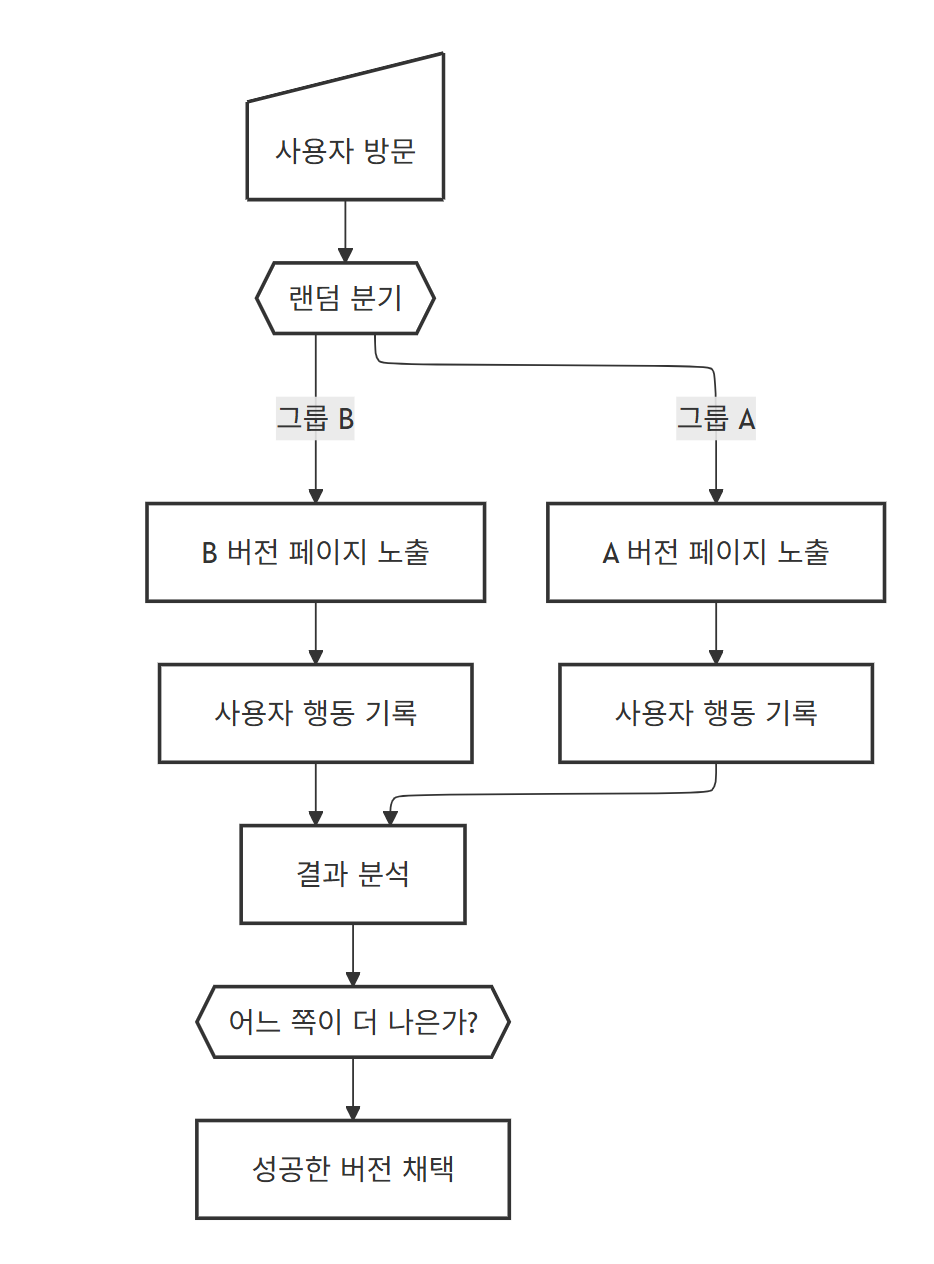 사용자 방문
랜덤 분기
그룹 B
그룹 A
B 버전 페이지 노출
A 버전 페이지 노출
사용자 행동 기록
사용자 행동 기록
결과 분석
어느 쪽이 더 나은가?
성공한 버전 채택